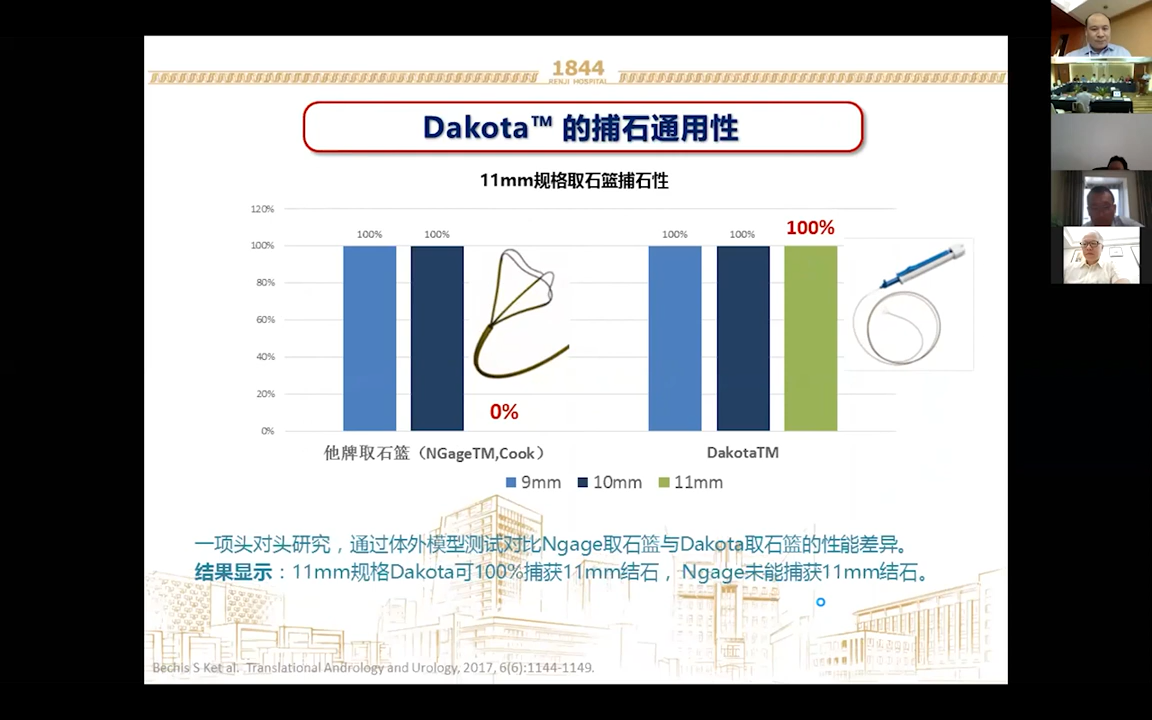 1844
RENJI HOSPITAL
Dakota™ 的捕石通用性
11mm规格取石篮捕石性
120%
100%
80%
60%
40%
20%
0%
100%
100%
0%
100%
100%
100%
他牌取石篮（NGageTM,Cook）
DakotaTM
9mm
10mm
11mm
一项头对头研究，通过体外模型测试对比Ngage取石篮与Dakota取石篮的性能差异。
结果显示：11mm规格Dakota可100%捕获11mm结石，Ngage未能捕获11mm结石。
Bechis S Ket al. Translational Andrology and Urology, 2017, 6(6):1144-1149.